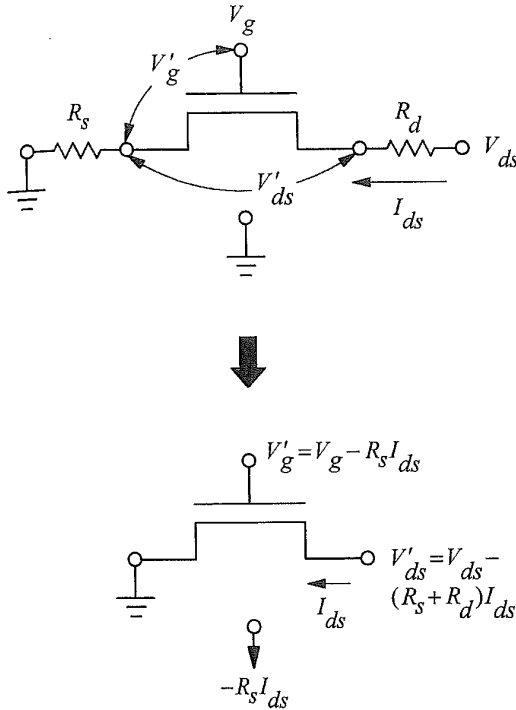 V_g
V'_g
R_s
R_d
V_ds
V'_ds
I_ds
V'_g = V_g − R_s I_ds
V'_ds = V_ds −
(R_s + R_d) I_ds
I_ds
−R_s I_ds